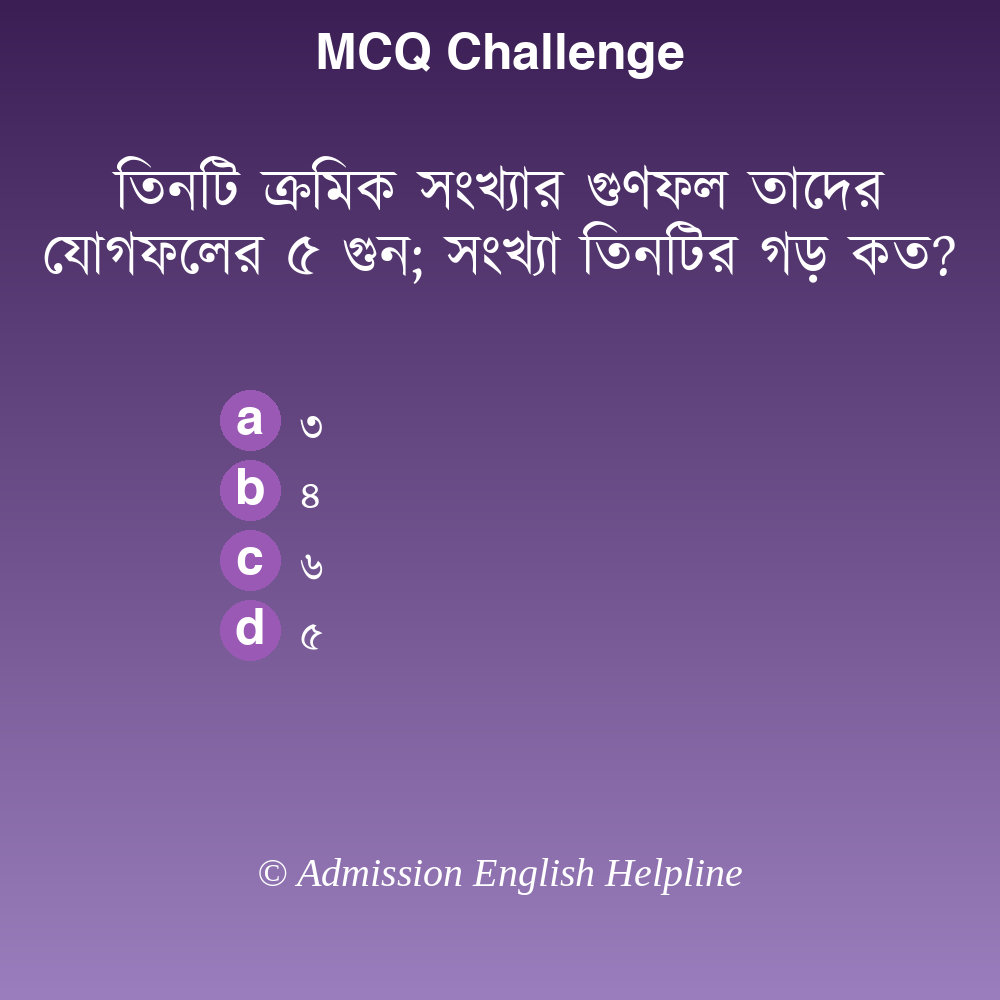 MCQ Challenge
তিনটি ক্রমিক সংখ্যার গুণফল তাদের
যোগফলের ৫ গুন; সংখ্যা তিনটির গড় কত?
a ৩
b ৪
c ৬
d ৫
© Admission English Helpline